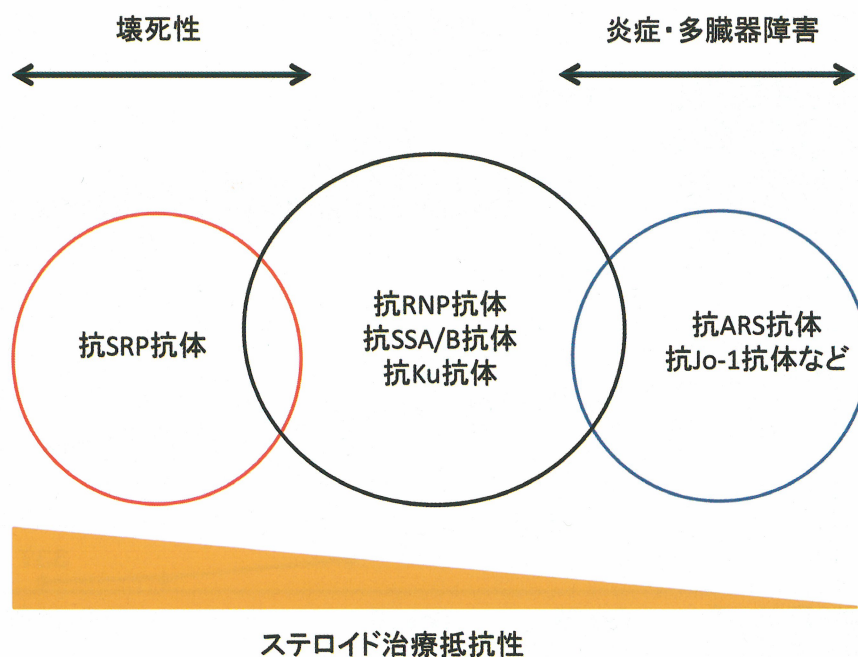 壊死性
炎症・多臓器障害
抗SRP抗体
抗RNP抗体
抗SSA/B抗体
抗Ku抗体
抗ARS抗体
抗Jo-1抗体など
ステロイド治療抵抗性